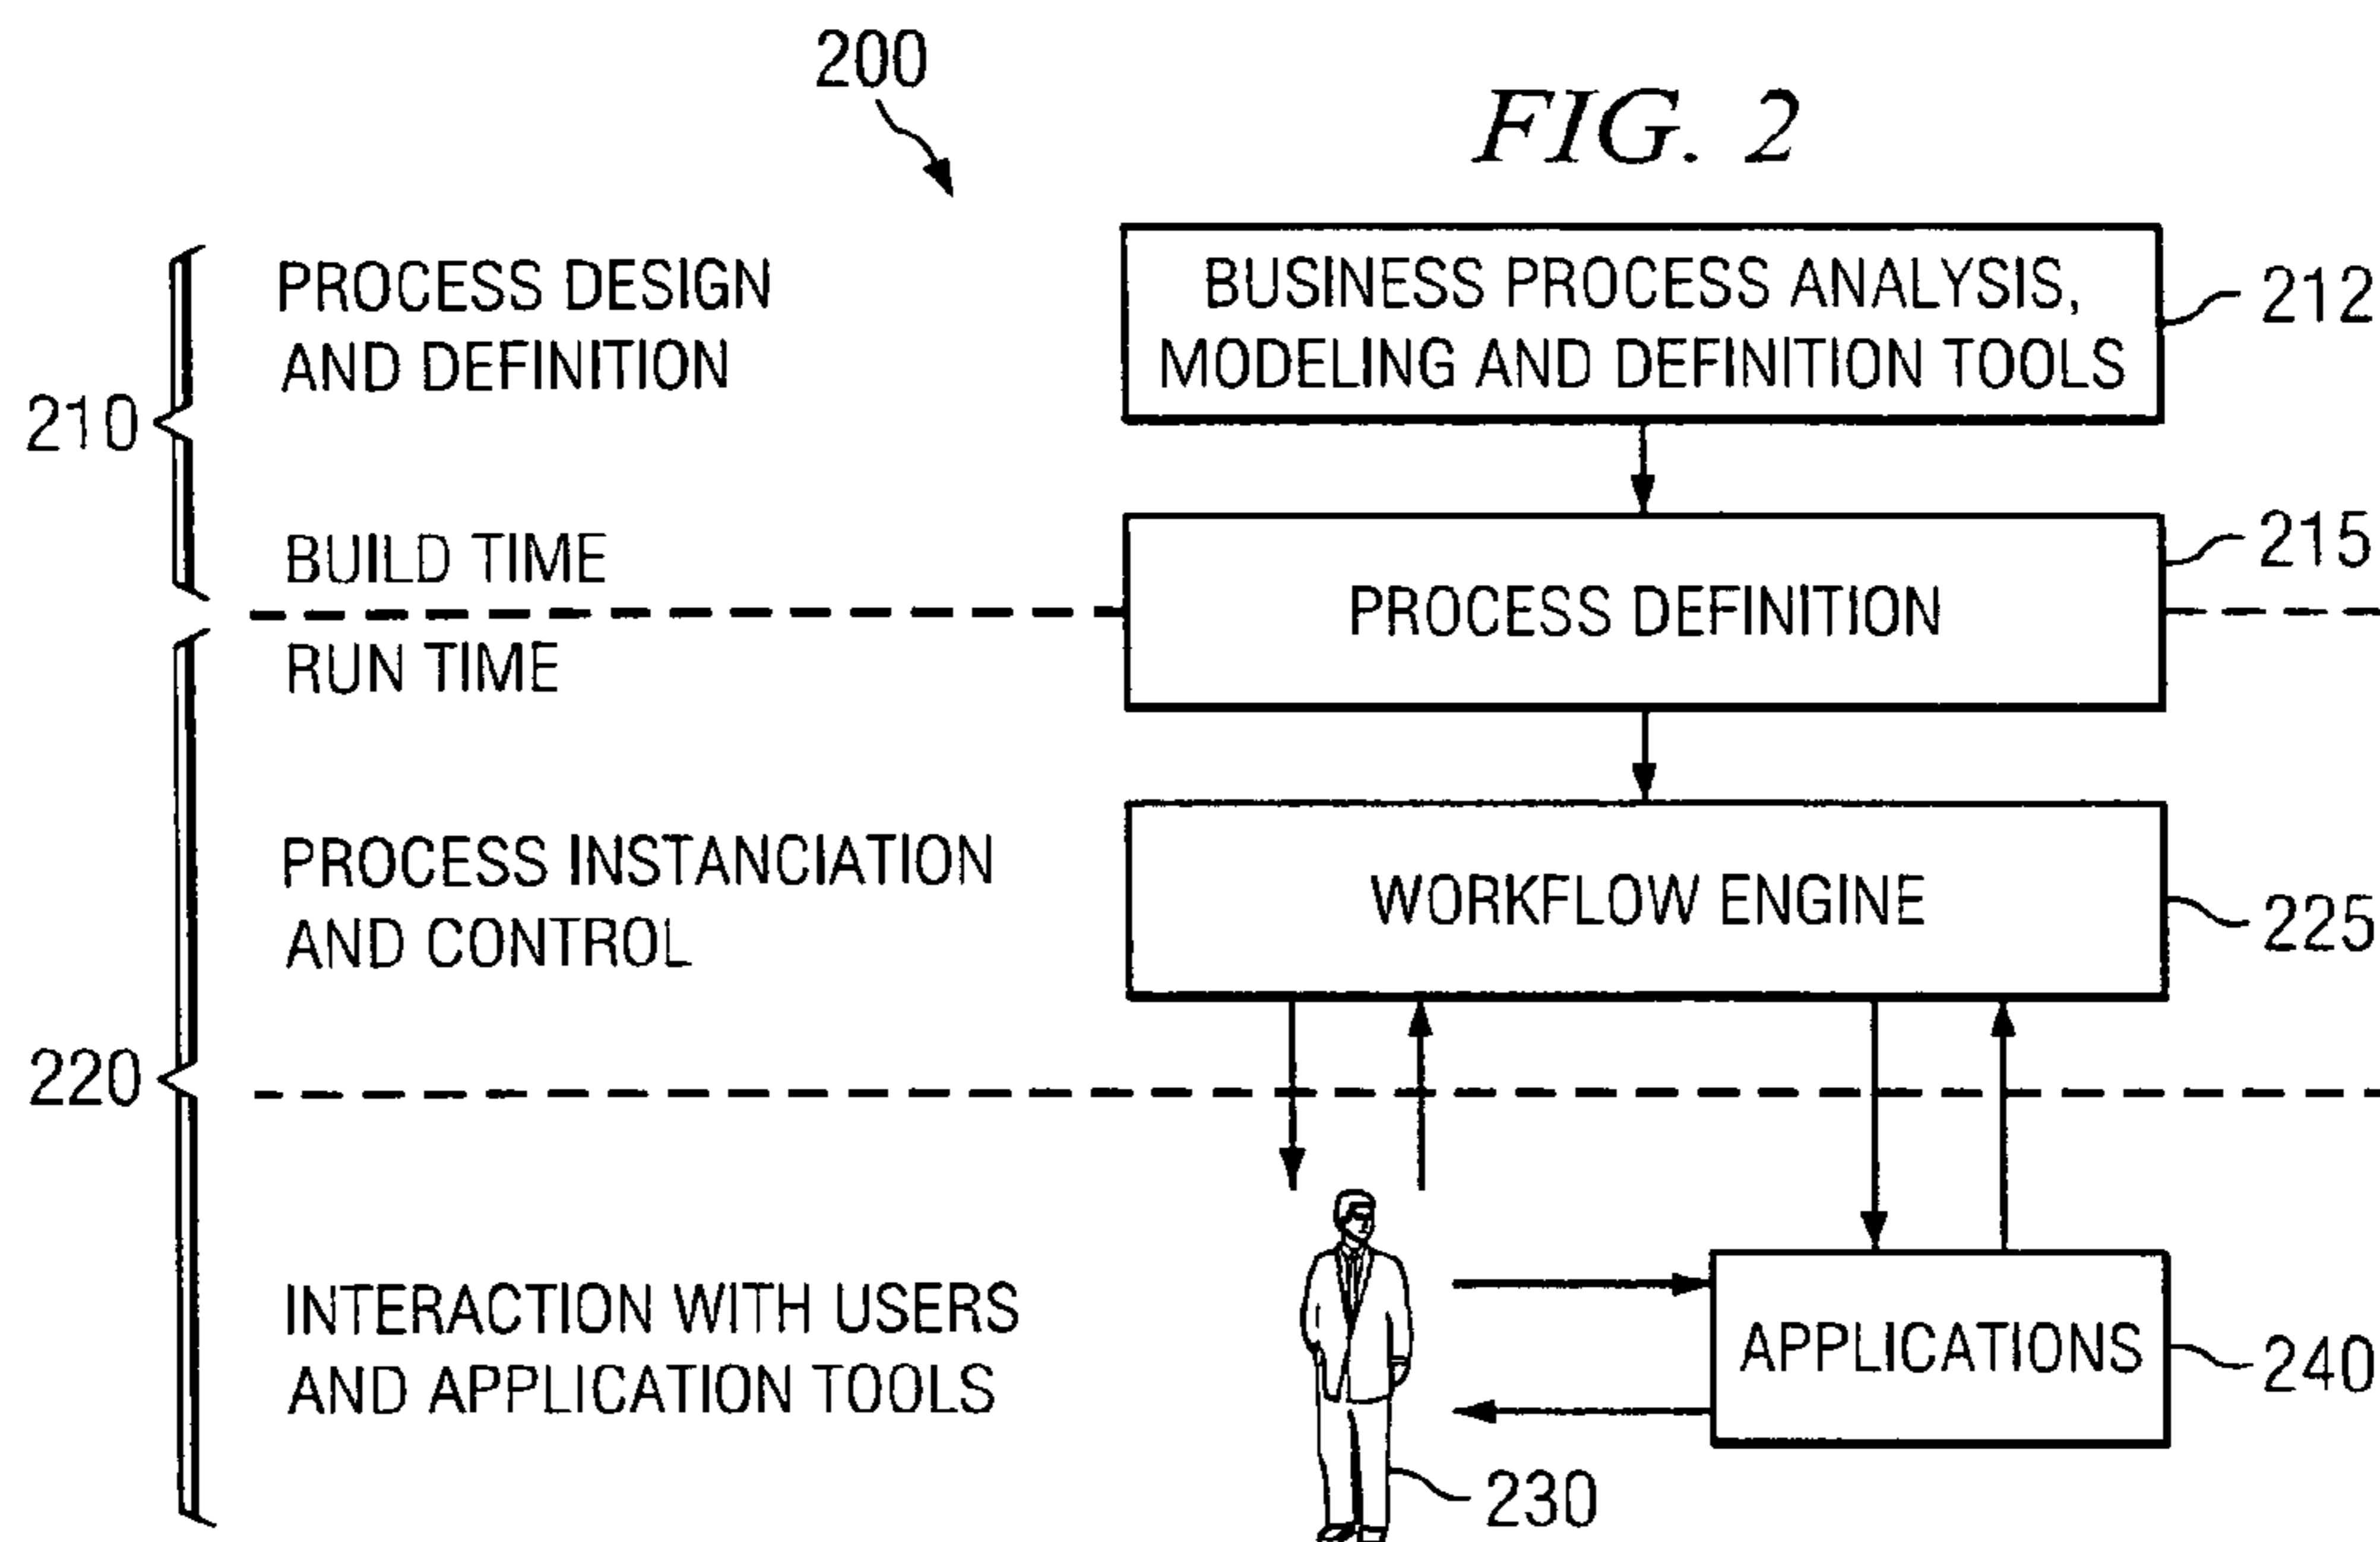 200
FIG. 2
PROCESS DESIGN
AND DEFINITION
BUSINESS PROCESS ANALYSIS,
MODELING AND DEFINITION TOOLS
212
210
BUILD TIME
215
PROCESS DEFINITION
RUN TIME
PROCESS INSTANCIATION
AND CONTROL
WORKFLOW ENGINE
225
220
INTERACTION WITH USERS
AND APPLICATION TOOLS
APPLICATIONS
240
230